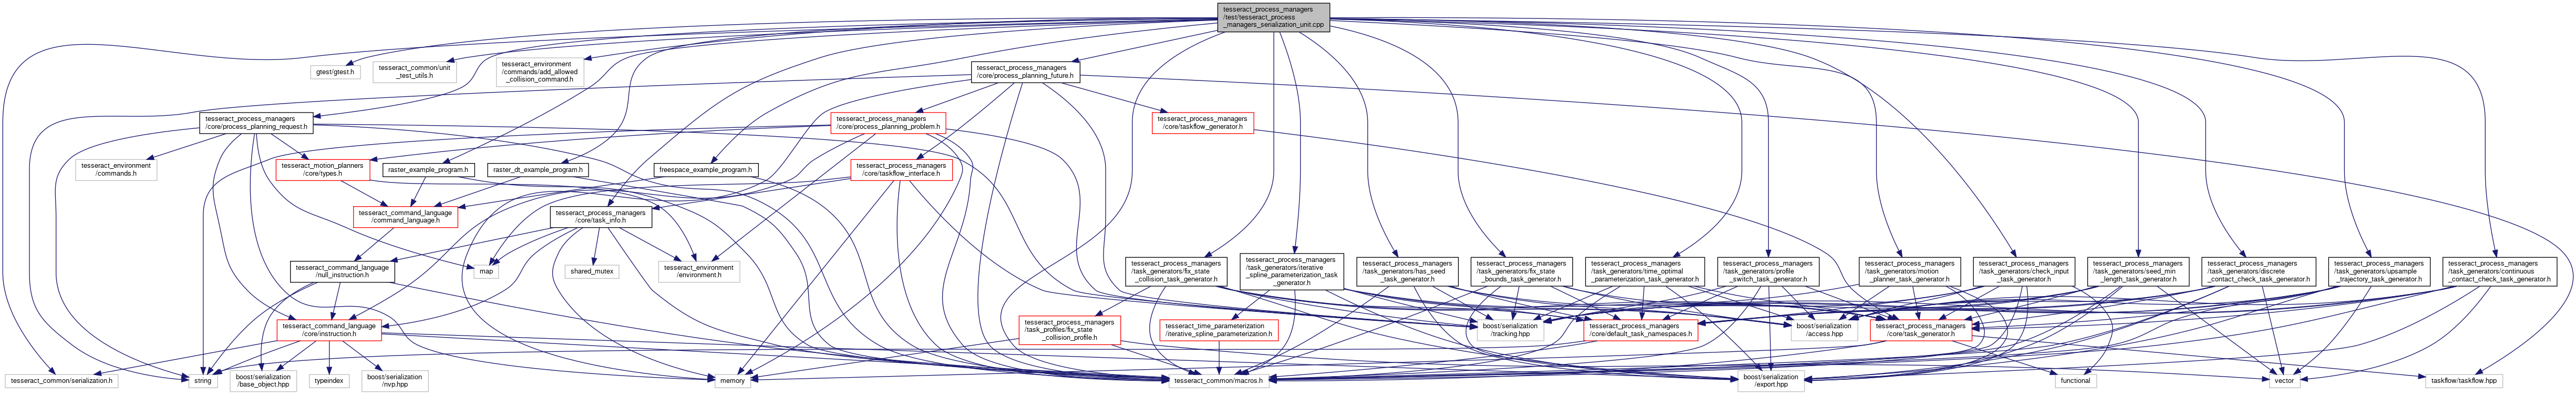 tesseract_process_managers
/test/tesseract_process
_managers_serialization_unit.cpp
gtest/gtest.h
tesseract_common/unit
_test_utils.h
tesseract_environment
/commands/add_allowed
_collision_command.h
tesseract_process_managers
/core/process_planning_future.h
tesseract_process_managers
/core/process_planning_request.h
tesseract_process_managers
/core/process_planning_problem.h
tesseract_process_managers
/core/taskflow_generator.h
tesseract_environment
/commands.h
tesseract_motion_planners
/core/types.h
raster_example_program.h
raster_dt_example_program.h
freespace_example_program.h
tesseract_process_managers
/core/taskflow_interface.h
tesseract_command_language
/command_language.h
tesseract_process_managers
/core/task_info.h
tesseract_command_language
/null_instruction.h
map
shared_mutex
tesseract_environment
/environment.h
tesseract_process_managers
/task_generators/fix_state
_collision_task_generator.h
tesseract_process_managers
/task_generators/iterative
_spline_parameterization_task
_generator.h
tesseract_process_managers
/task_generators/has_seed
_task_generator.h
tesseract_process_managers
/task_generators/fix_state
_bounds_task_generator.h
tesseract_process_managers
/task_generators/time_optimal
_parameterization_task_generator.h
tesseract_process_managers
/task_generators/profile
_switch_task_generator.h
tesseract_process_managers
/task_generators/motion
_planner_task_generator.h
tesseract_process_managers
/task_generators/check_input
_task_generator.h
tesseract_process_managers
/task_generators/seed_min
_length_task_generator.h
tesseract_process_managers
/task_generators/discrete
_contact_check_task_generator.h
tesseract_process_managers
/task_generators/upsample
_trajectory_task_generator.h
tesseract_process_managers
/task_generators/continuous
_contact_check_task_generator.h
tesseract_command_language
/core/instruction.h
tesseract_process_managers
/task_profiles/fix_state
_collision_profile.h
tesseract_time_parameterization
/iterative_spline_parameterization.h
boost/serialization
/tracking.hpp
tesseract_process_managers
/core/default_task_namespaces.h
boost/serialization
/access.hpp
tesseract_process_managers
/core/task_generator.h
tesseract_common/serialization.h
string
boost/serialization
/base_object.hpp
typeindex
boost/serialization
/nvp.hpp
memory
tesseract_common/macros.h
boost/serialization
/export.hpp
functional
vector
taskflow/taskflow.hpp